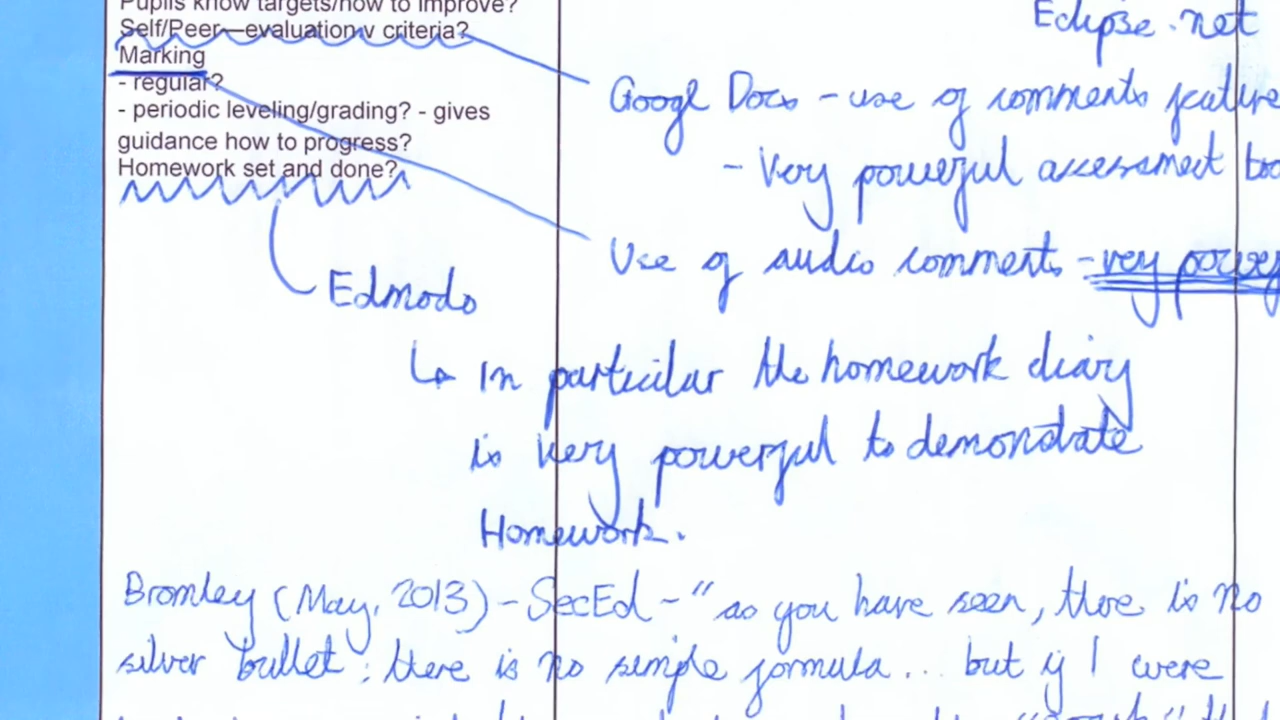 Pupils know targets/how to improve?
Self/Peer—evaluation v criteria?
Marking
- regular?
- periodic leveling/grading? - gives
guidance how to progress?
Homework set and done?
Eclipse.net
Googl Docs - use of comments feature
- Very powerful assessment too
Use of audio comments - very power
Edmodo
↳ In particular the homework diary
is very powerful to demonstrate
Homework.
Bromley (May, 2013) - SecEd - " as you have seen, there is no
silver bullet; there is no simple formula... but if I were